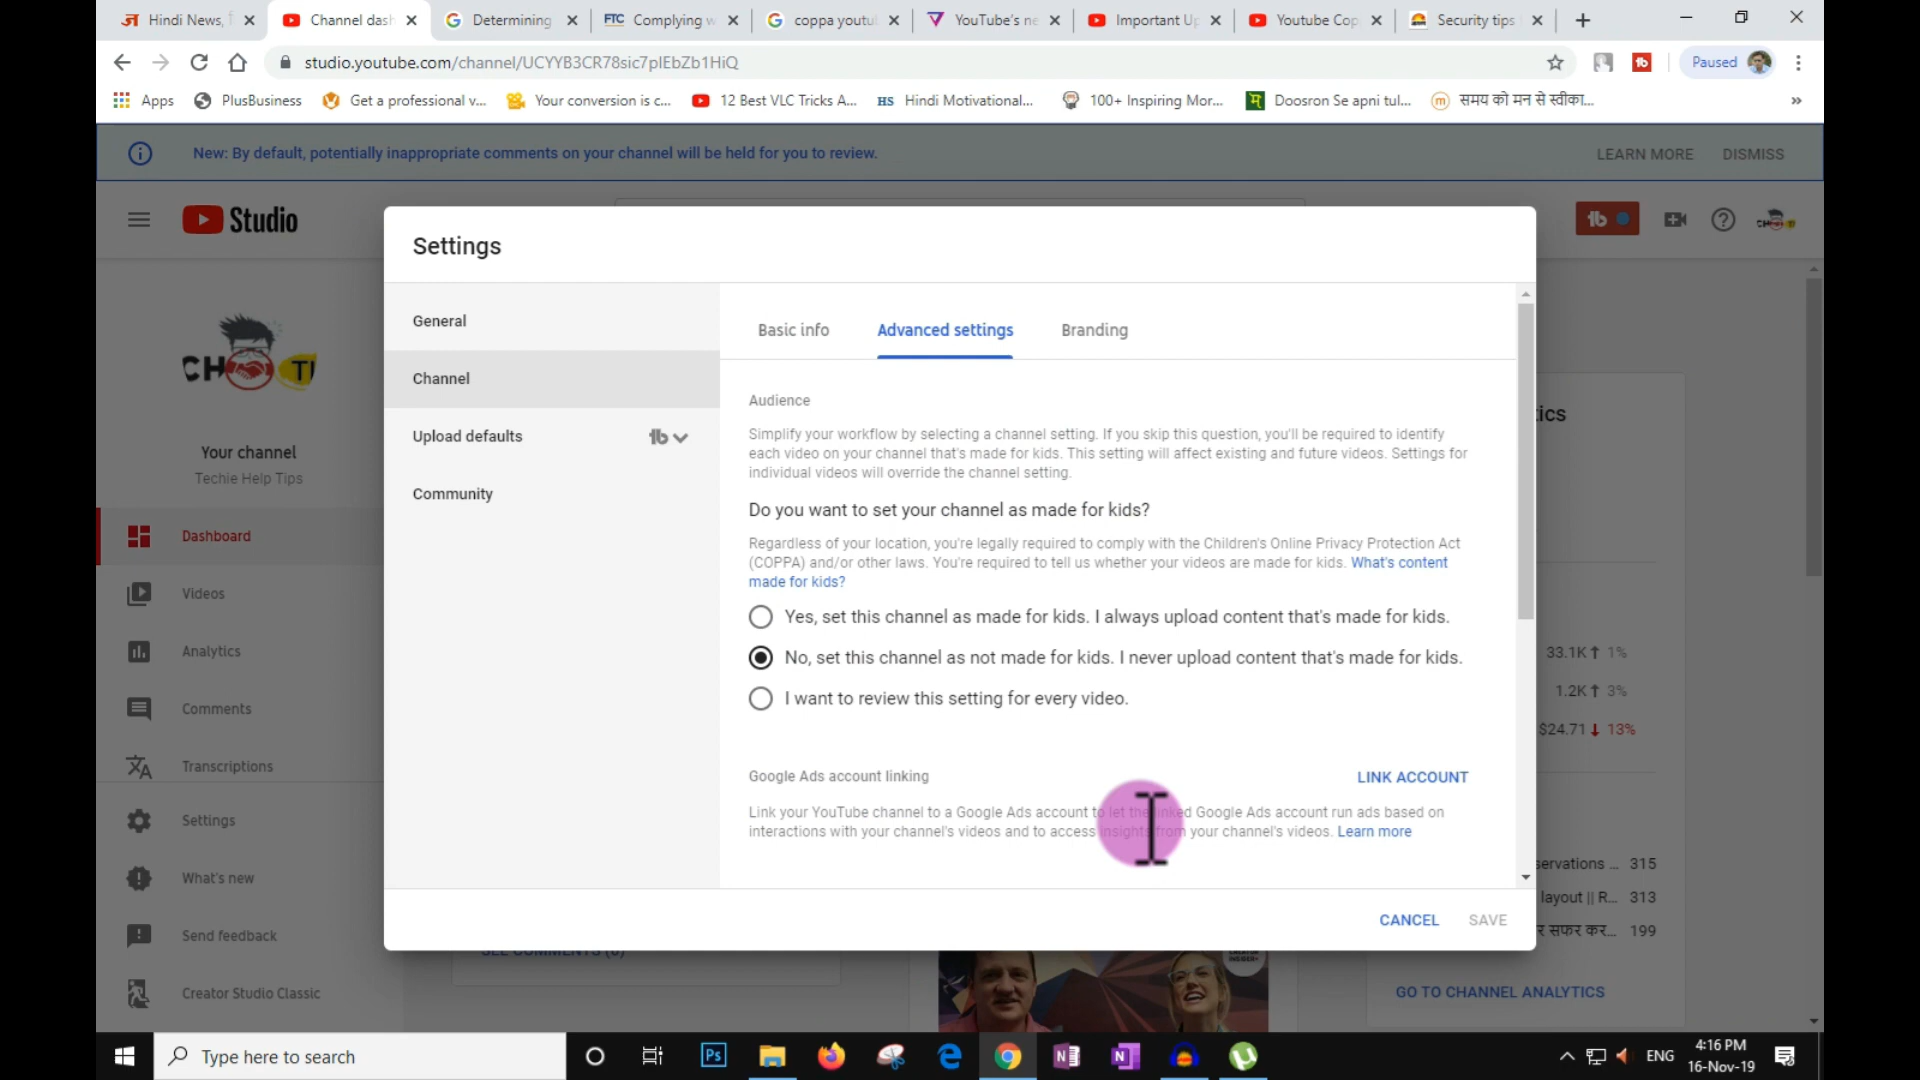 Hindi News,
Channel dash
Determining
FTC Complying w
coppa youtu
YouTube's ne
Important Up
Youtube Cop
Security tips
studio.youtube.com/channel/UCYYB3CR78sic7plEbZb1HiQ
Paused
Apps
PlusBusiness
Get a professional v...
Your conversion is c...
12 Best VLC Tricks A...
HS Hindi Motivational...
100+ Inspiring Mor...
Doosron Se apni tul...
समय को मन से स्वीका...
New: By default, potentially inappropriate comments on your channel will be held for you to review.
LEARN MORE
DISMISS
Studio
Settings
General
Channel
Upload defaults
Community
Basic info
Advanced settings
Branding
Audience
Simplify your workflow by selecting a channel setting. If you skip this question, you'll be required to identify
each video on your channel that's made for kids. This setting will affect existing and future videos. Settings for
individual videos will override the channel setting.
Do you want to set your channel as made for kids?
Regardless of your location, you're legally required to comply with the Children's Online Privacy Protection Act
(COPPA) and/or other laws. You're required to tell us whether your videos are made for kids. What's content
made for kids?
Yes, set this channel as made for kids. I always upload content that's made for kids.
No, set this channel as not made for kids. I never upload content that's made for kids.
I want to review this setting for every video.
Google Ads account linking
LINK ACCOUNT
Link your YouTube channel to a Google Ads account to let the linked Google Ads account run ads based on
interactions with your channel's videos and to access insights from your channel's videos. Learn more
CANCEL
SAVE
Your channel
Techie Help Tips
Dashboard
Videos
Analytics
Comments
Transcriptions
Settings
What's new
Send feedback
Creator Studio Classic
tics
33.1K 1%
1.2K 3%
$24.71 13%
servations ... 315
layout || R... 313
र सफर कर... 199
GO TO CHANNEL ANALYTICS
Type here to search
Ps
ENG
4:16 PM
16-Nov-19